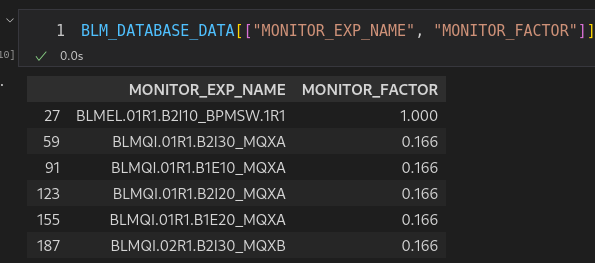 1 BLM_DATABASE_DATA[["MONITOR_EXP_NAME", "MONITOR_FACTOR"]]
10] ✓ 0.0s
MONITOR_EXP_NAME MONITOR_FACTOR
27 BLMEL.01R1.B2I10_BPMSW.1R1 1.000
59 BLMQI.01R1.B2I30_MQXA 0.166
91 BLMQI.01R1.B1E10_MQXA 0.166
123 BLMQI.01R1.B2I20_MQXA 0.166
155 BLMQI.01R1.B1E20_MQXA 0.166
187 BLMQI.02R1.B2I30_MQXB 0.166